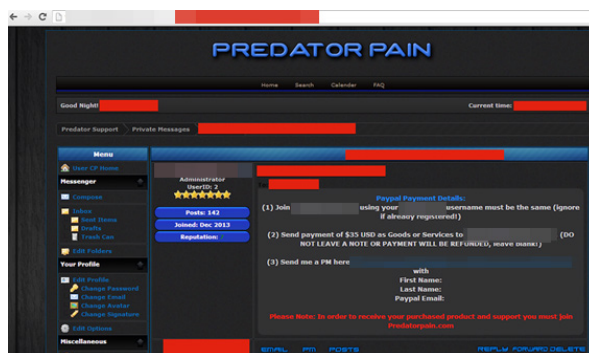 PREDATOR PAIN
Home Search Calendar FAQ
Good Night!
Current time:
Predator Support Private Messages
Menu
User CP Home
Messenger
Compose
Inbox
Sent Items
Drafts
Trash Can
Edit Folders
Your Profile
Edit Profile
Change Password
Change Email
Change Avatar
Change Signature
Edit Options
Miscellaneous
Administrator
UserID: 2
Posts: 142
Joined: Dec 2013
Reputation:
Paypal Payment Details:
(1) Join using your username must be the same (ignore
if already registered!)
(2) Send payment of $35 USD as Goods or Services to (DO
NOT LEAVE A NOTE OR PAYMENT WILL BE REFUNDED, leave blank!)
(3) Send me a PM here
with
First Name:
Last Name:
Paypal Email:
Please Note: In order to receive your purchased product and support you must join
Predatorpain.com
EMAIL PM POSTS
REPLY FORWARD DELETE